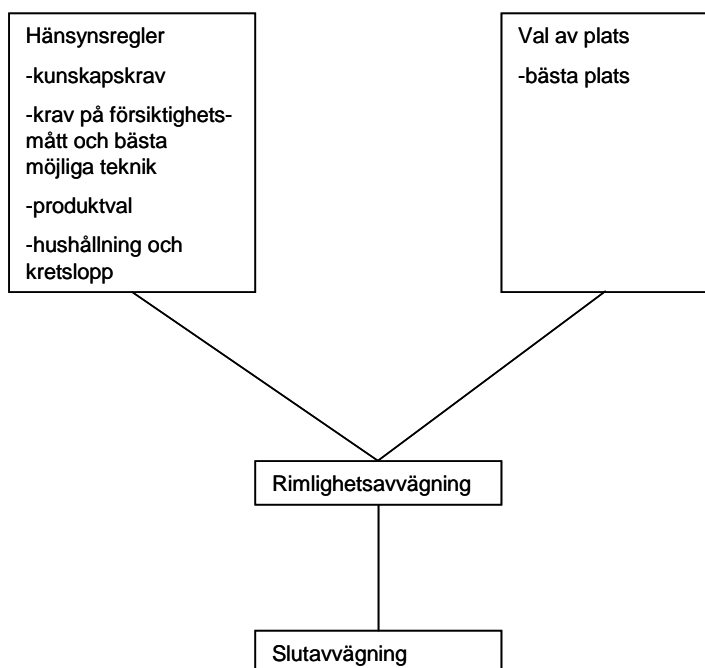 Hänsynsregler
-kunskapskrav
-krav på försiktighets-
mått och bästa
möjliga teknik
-produktval
-hushållning och
kretslopp
Val av plats
-bästa plats
Rimlighetsavvägning
Slutavvägning